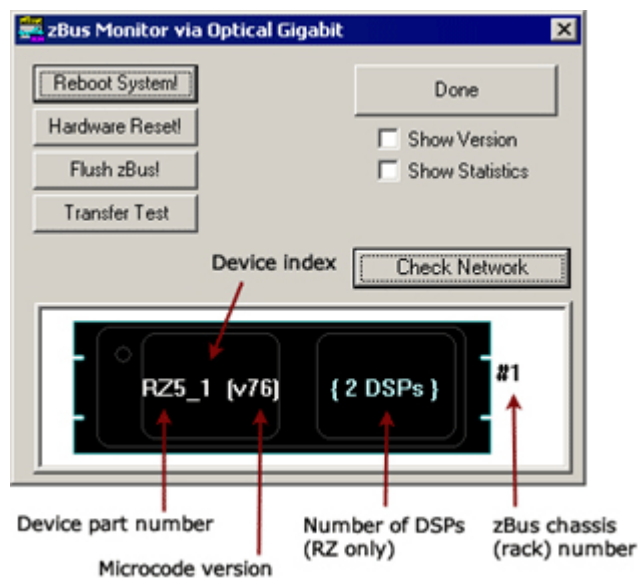 zBus Monitor via Optical Gigabit
Reboot System!
Done
Hardware Reset!
Show Version
Flush zBus!
Show Statistics
Transfer Test
Device index
Check Network
RZ5_1 (v76)
{ 2 DSPs }
#1
Device part number
Number of DSPs
(RZ only)
zBus chassis
(rack) number
Microcode version